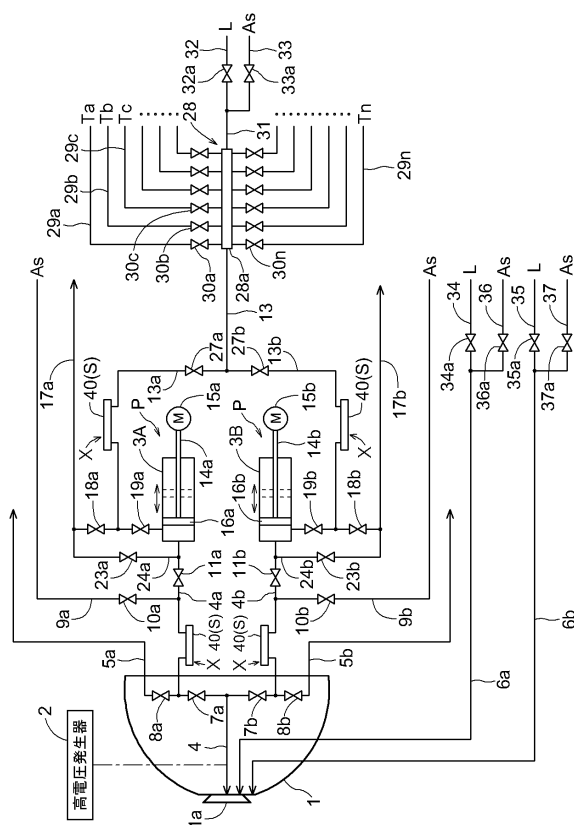 高電圧発生器
2
1a
1
4
5a
5b
6a
6b
7a
7b
8a
8b
9a
9b
10a
10b
4a
4b
11a
11b
40(S)
40(S)
X
X
23a
23b
24a
24b
17a
17b
18a
18b
19a
19b
16a
16b
3A
3B
P
P
14a
14b
M
M
15a
15b
X
X
40(S)
40(S)
13a
13b
27a
27b
13
As
As
28a
28
30a
30b
30c
30n
29a
29b
29c
29n
Ta
Tb
Tc
Tn
31
32a
33a
32
33
L
As
34a
36a
35a
37a
34
36
35
37
L
As
L
As